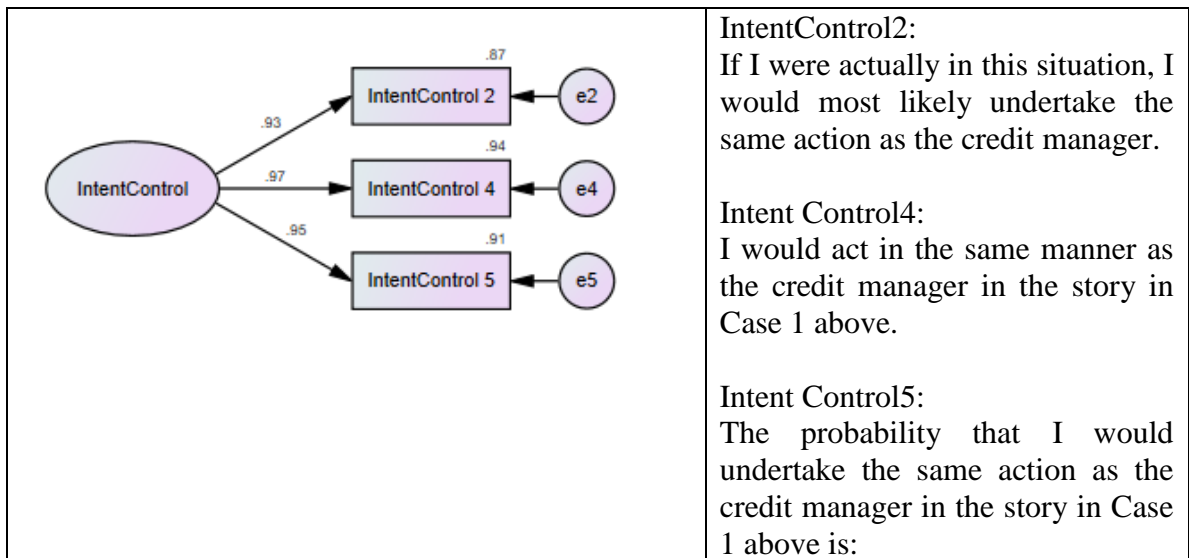 .87
IntentControl 2
e2
.93
.94
IntentControl
.97
IntentControl 4
e4
.95
.91
IntentControl 5
e5
IntentControl2:
If I were actually in this situation, I
would most likely undertake the
same action as the credit manager.
Intent Control4:
I would act in the same manner as
the credit manager in the story in
Case 1 above.
Intent Control5:
The probability that I would
undertake the same action as the
credit manager in the story in Case
1 above is: